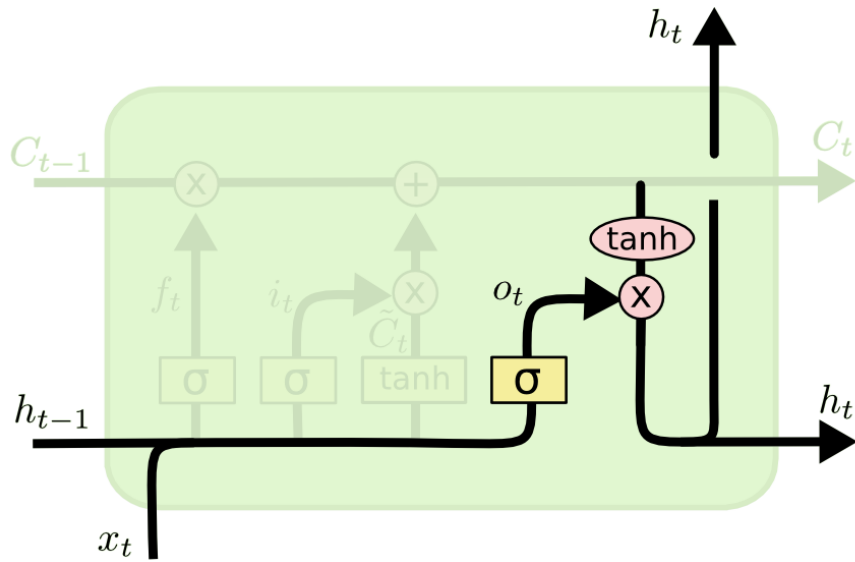 h_t
C_{t-1}
C_t
x
+
tanh
f_t
i_t
x
o_t
x
C̃_t
σ
σ
tanh
σ
h_{t-1}
h_t
x_t